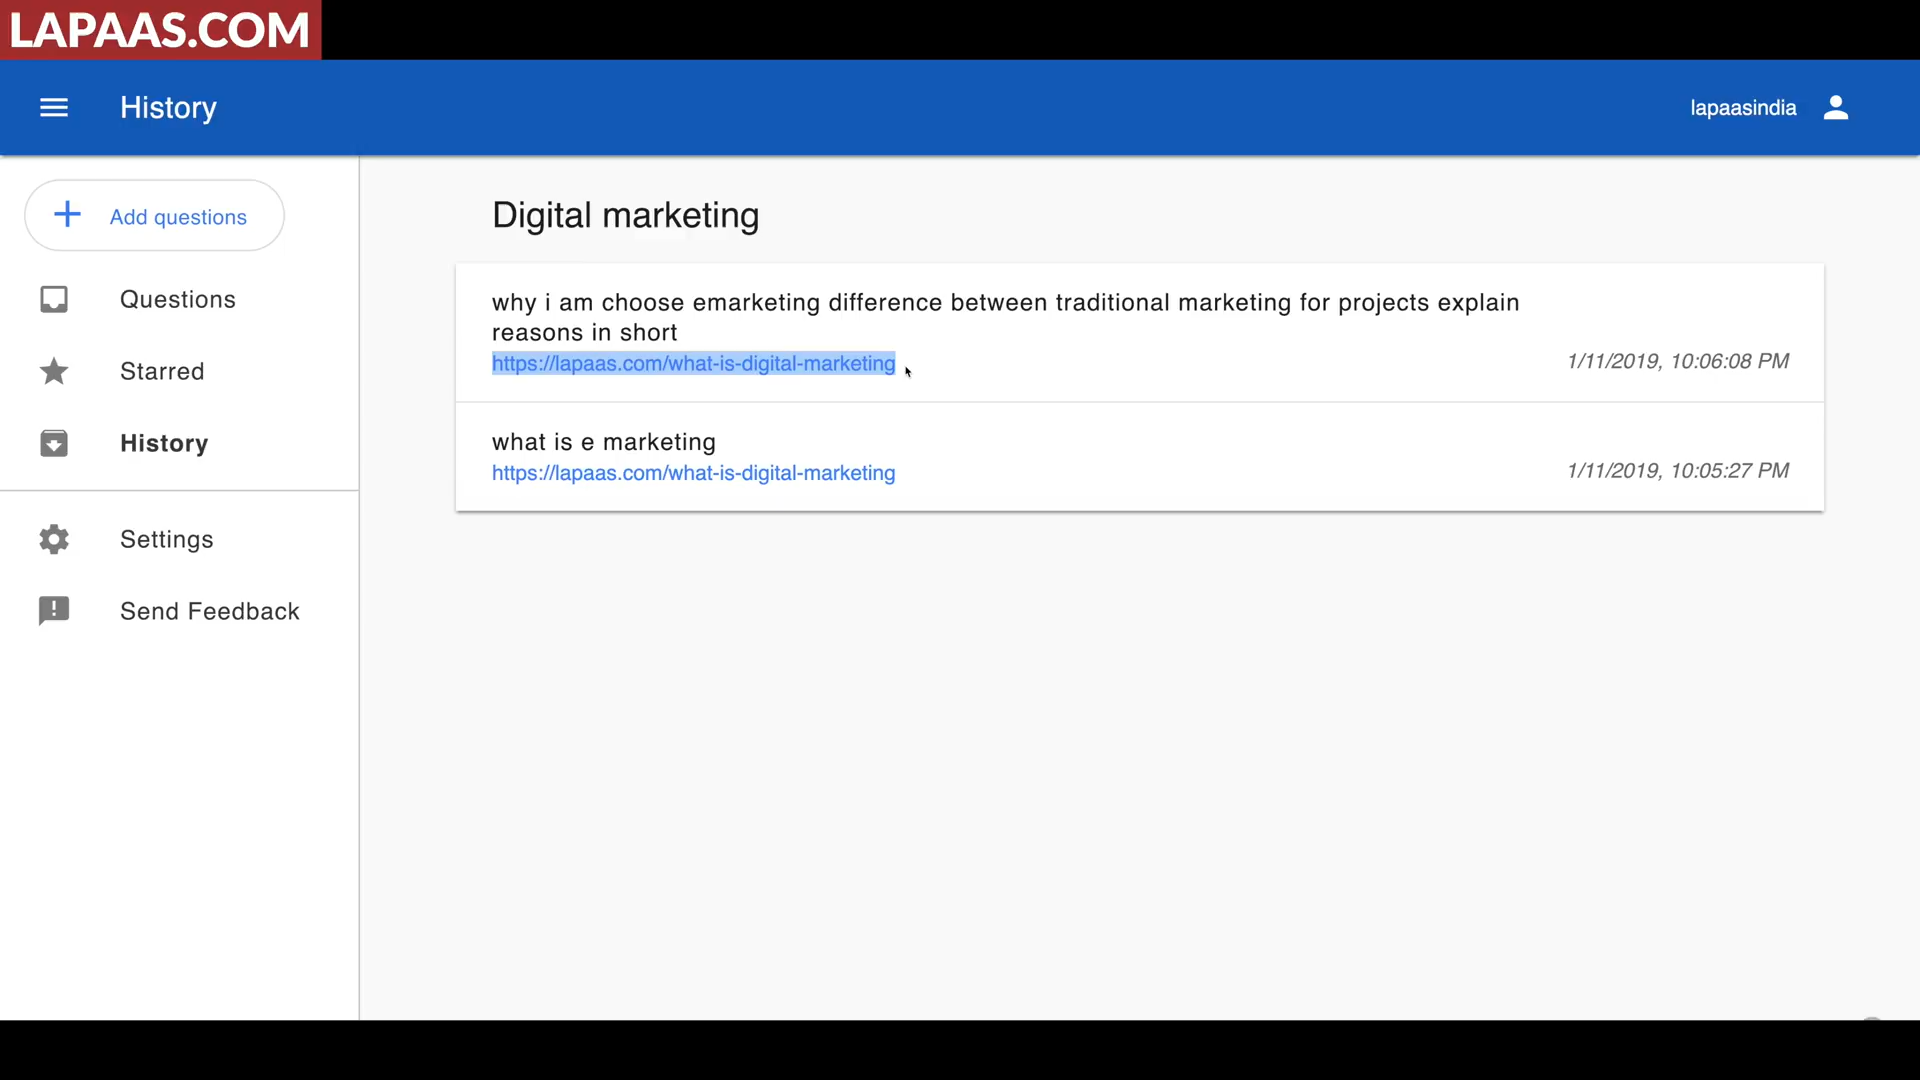 LAPAAS.COM
History
lapaasindia
Add questions
Questions
Starred
History
Settings
Send Feedback
Digital marketing
why i am choose emarketing difference between traditional marketing for projects explain
reasons in short
https://lapaas.com/what-is-digital-marketing
1/11/2019, 10:06:08 PM
what is e marketing
https://lapaas.com/what-is-digital-marketing
1/11/2019, 10:05:27 PM